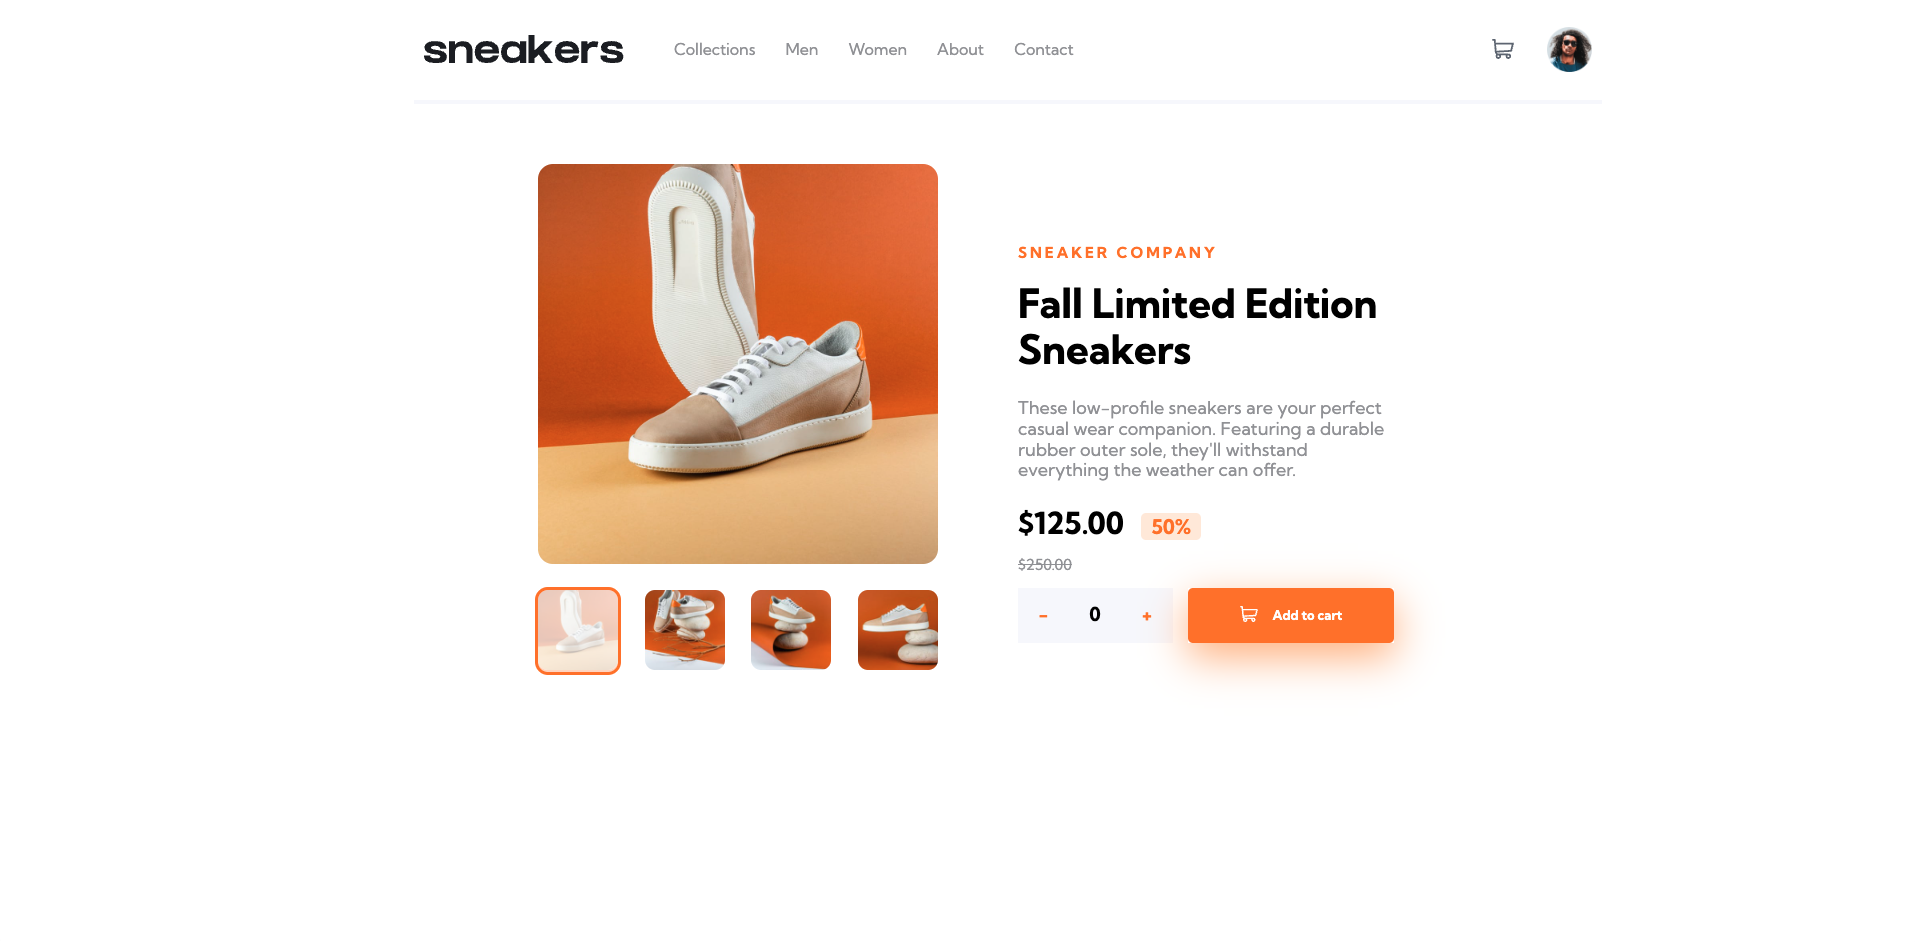 sneakers
Collections
Men
Women
About
Contact
SNEAKER COMPANY
Fall Limited Edition
Sneakers
These low-profile sneakers are your perfect
casual wear companion. Featuring a durable
rubber outer sole, they'll withstand
everything the weather can offer.
$125.00 50%
$250.00
- 0 + Add to cart